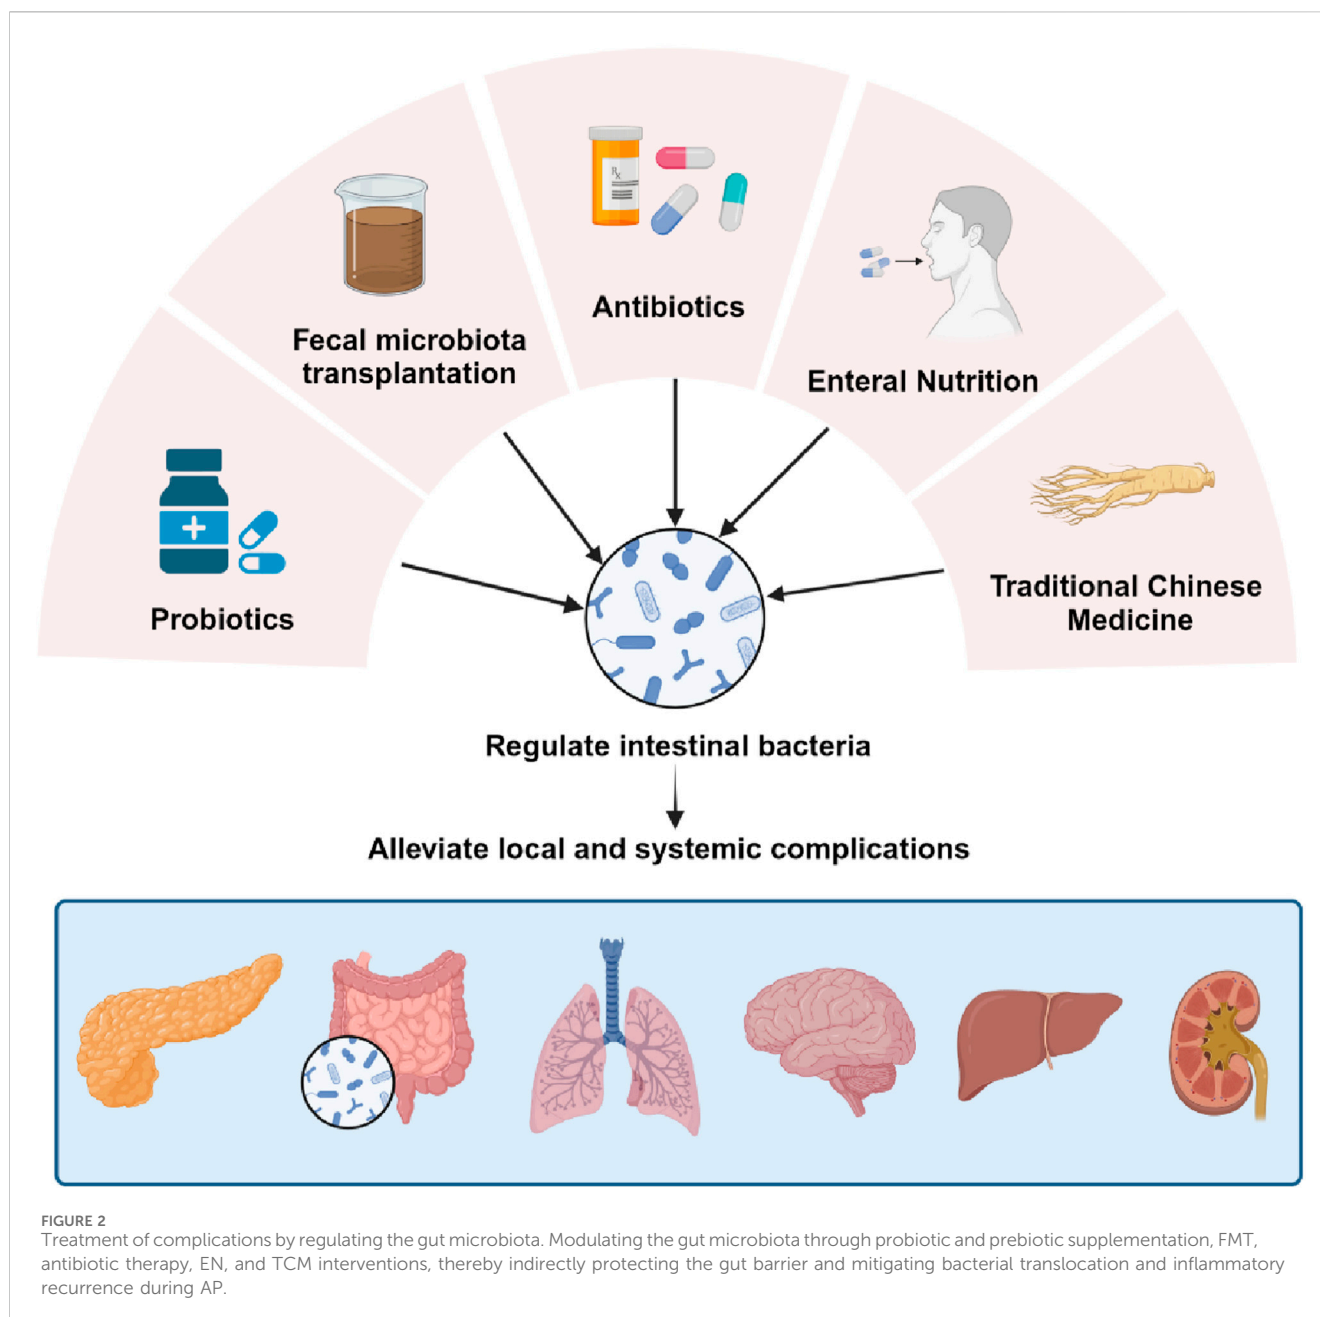 Antibiotics
Fecal microbiota
transplantation
Enteral Nutrition
Probiotics
Traditional Chinese
Medicine
Rx
Regulate intestinal bacteria
Alleviate local and systemic complications
FIGURE 2
Treatment of complications by regulating the gut microbiota. Modulating the gut microbiota through probiotic and prebiotic supplementation, FMT,
antibiotic therapy, EN, and TCM interventions, thereby indirectly protecting the gut barrier and mitigating bacterial translocation and inflammatory
recurrence during AP.